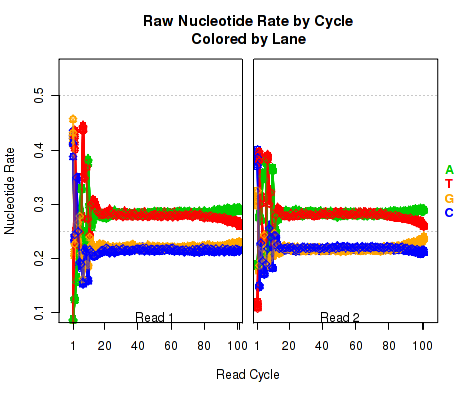 Raw Nucleotide Rate by Cycle
Colored by Lane
Nucleotide Rate
0.5
0.4
0.3
0.2
0.1
A
T
G
C
Read 1
Read 2
1 20 40 60 80 100
1 20 40 60 80 100
Read Cycle